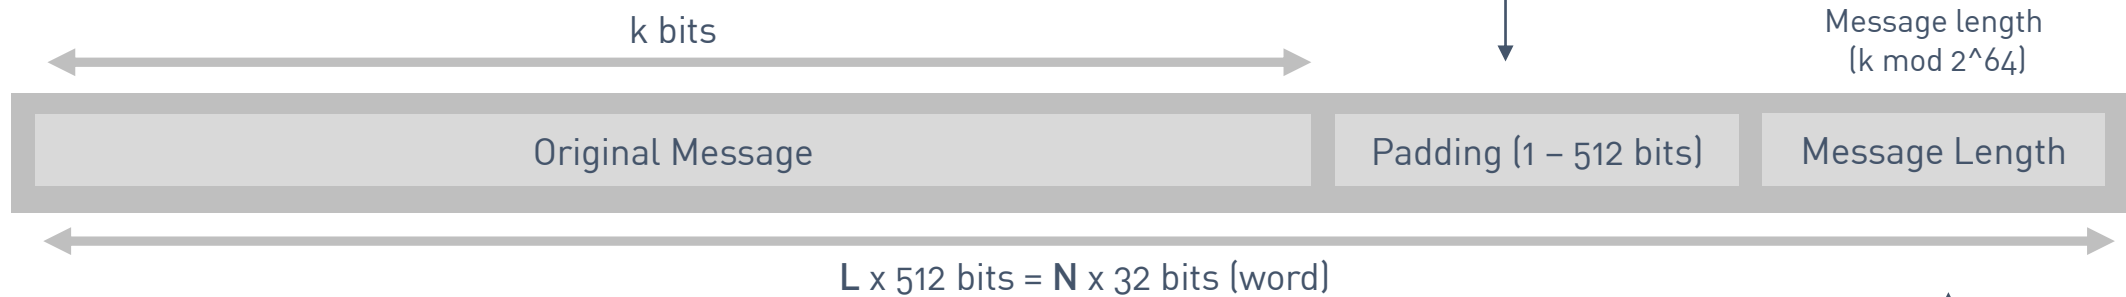 k bits
Message length
(k mod 2^64)
Original Message
Padding (1 – 512 bits)
Message Length
L x 512 bits = N x 32 bits (word)